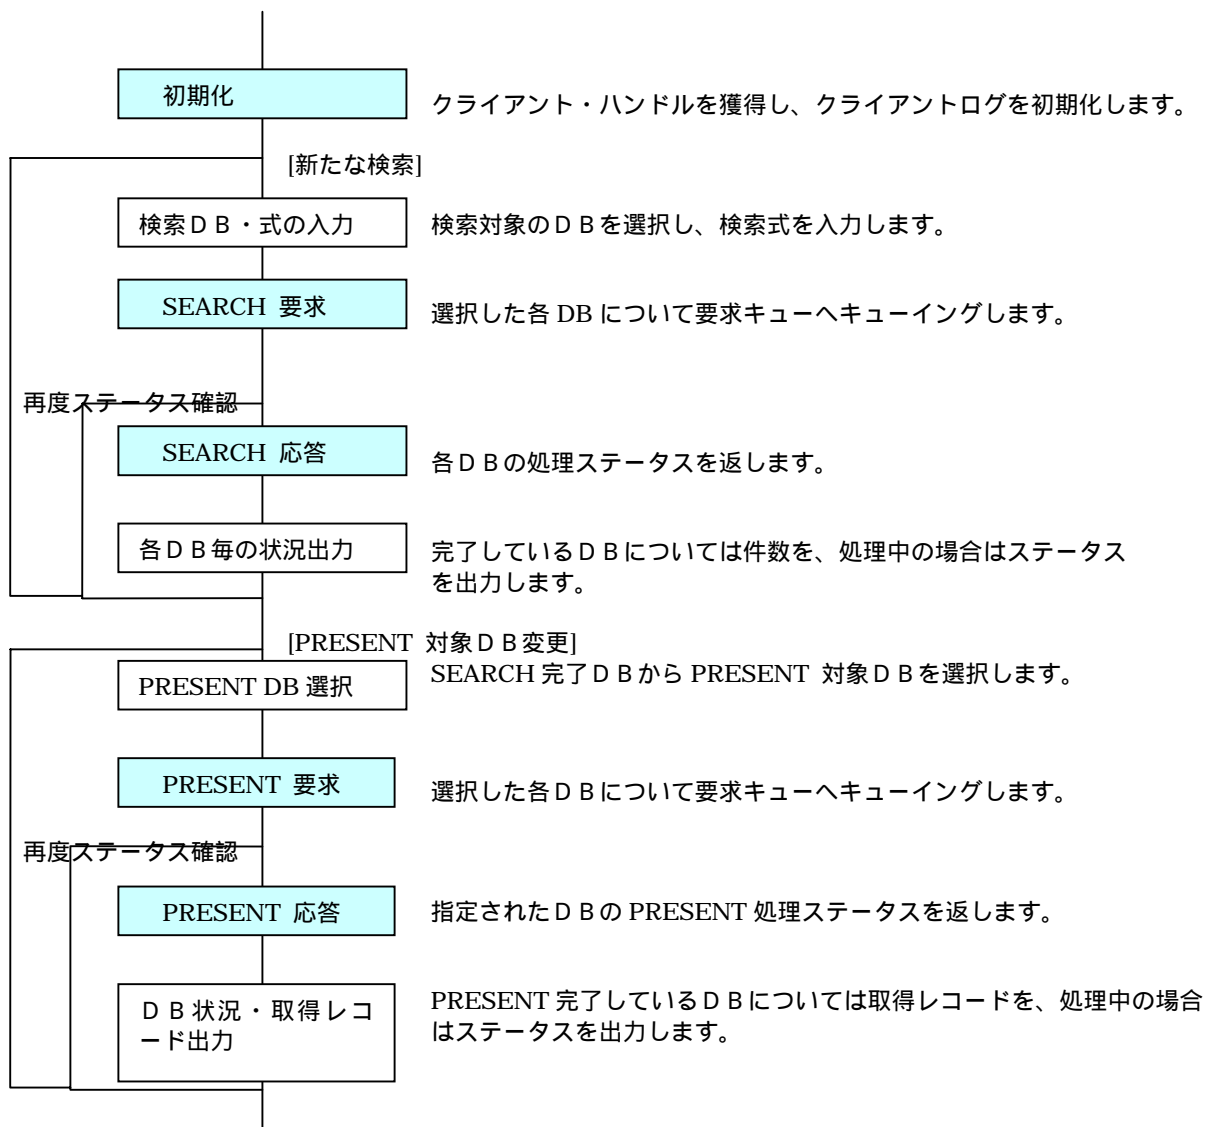 初期化
クライアント・ハンドルを獲得し、クライアントログを初期化します。
[新たな検索]
検索ＤＢ・式の入力
検索対象のＤＢを選択し、検索式を入力します。
SEARCH 要求
選択した各 DB について要求キューへキューイングします。
再度ステータス確認
SEARCH 応答
各ＤＢの処理ステータスを返します。
各ＤＢ毎の状況出力
完了しているＤＢについては件数を、処理中の場合はステータス
を出力します。
[PRESENT 対象ＤＢ変更]
PRESENT DB 選択
SEARCH 完了ＤＢから PRESENT 対象ＤＢを選択します。
PRESENT 要求
選択した各ＤＢについて要求キューへキューイングします。
再度ステータス確認
PRESENT 応答
指定されたＤＢの PRESENT 処理ステータスを返します。
ＤＢ状況・取得レコ
ード出力
PRESENT 完了しているＤＢについては取得レコードを、処理中の場合
はステータスを出力します。